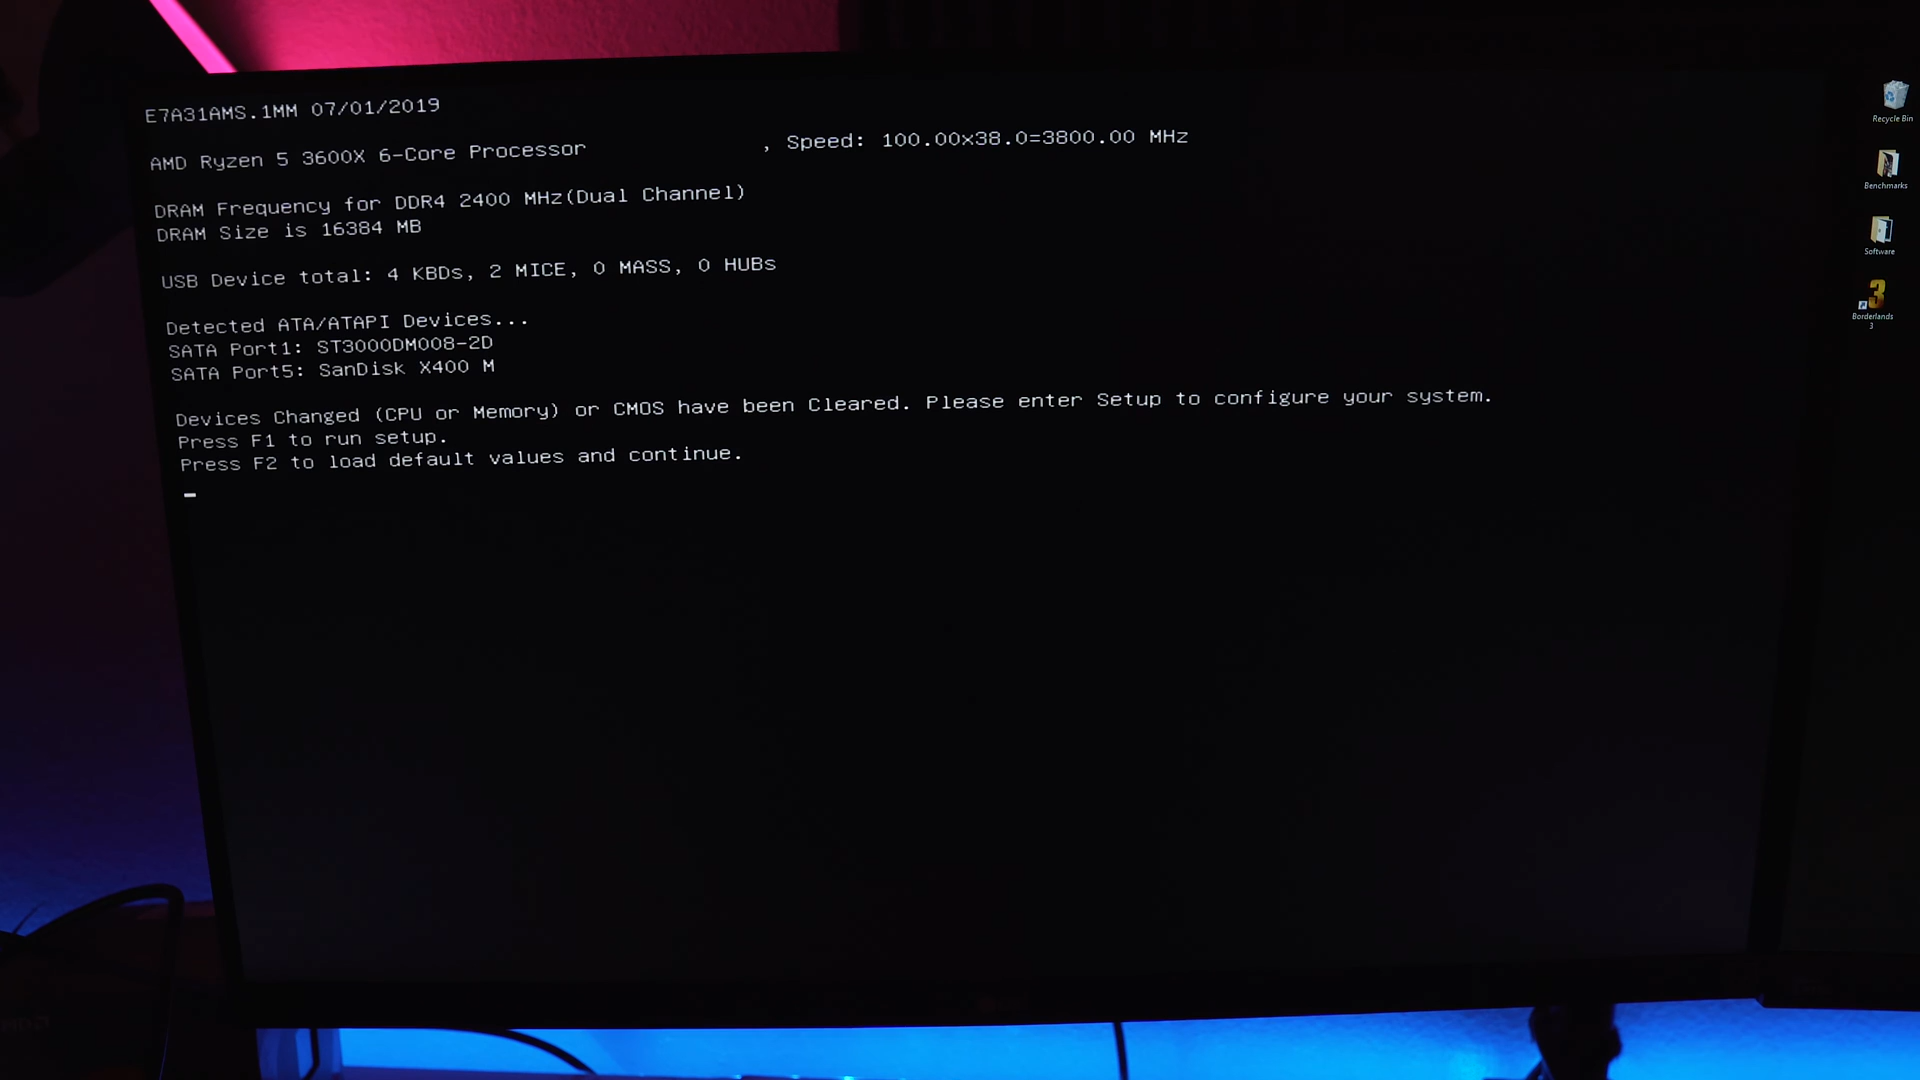 E7A31AMS.1MM 07/01/2019
AMD Ryzen 5 3600X 6-Core Processor , Speed: 100.00x38.0=3800.00 MHz
DRAM Frequency for DDR4 2400 MHz(Dual Channel)
DRAM Size is 16384 MB
USB Device total: 4 KBDs, 2 MICE, 0 MASS, 0 HUBs
Detected ATA/ATAPI Devices...
SATA Port1: ST3000DM008-2D
SATA Port5: SanDisk X400 M
Devices Changed (CPU or Memory) or CMOS have been Cleared. Please enter Setup to configure your system.
Press F1 to run setup.
Press F2 to load default values and continue.
Recycle Bin
Benchmarks
Software
3
Borderlands
3